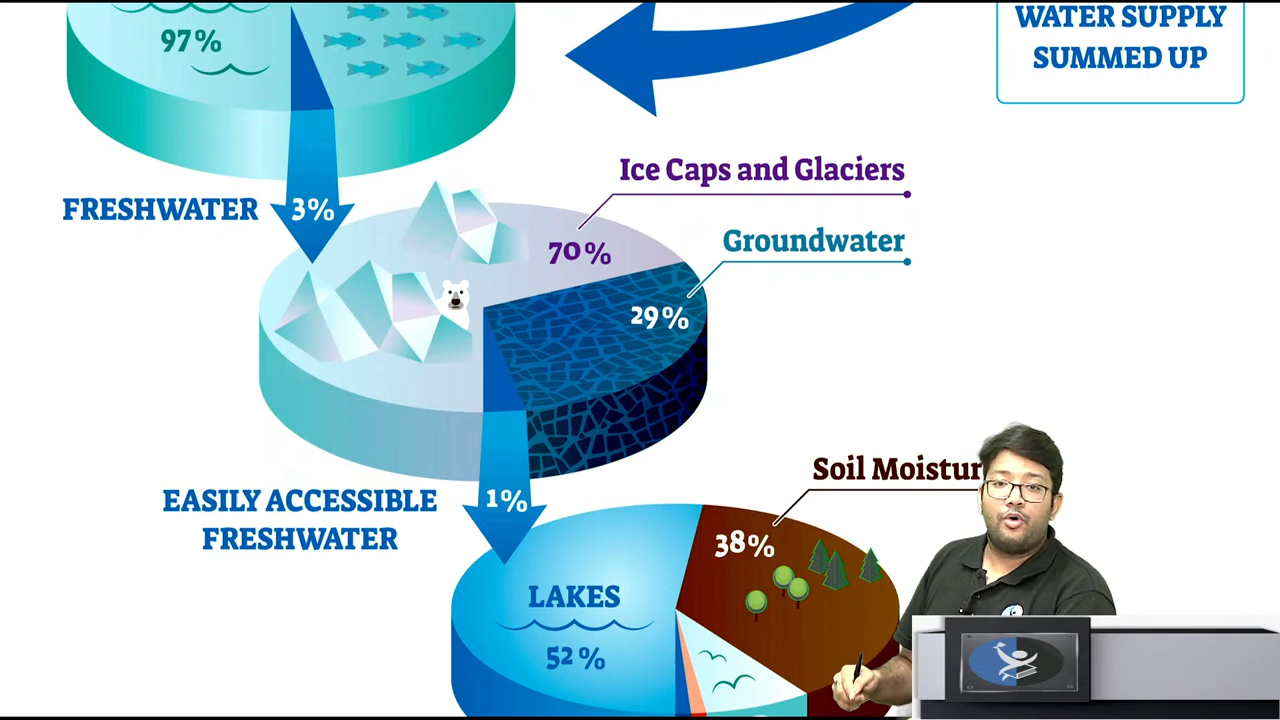 WATER SUPPLY
SUMMED UP
97%
Ice Caps and Glaciers
FRESHWATER
3%
70%
Groundwater
29%
Soil Moistur
EASILY ACCESSIBLE
FRESHWATER
1%
38%
LAKES
52%